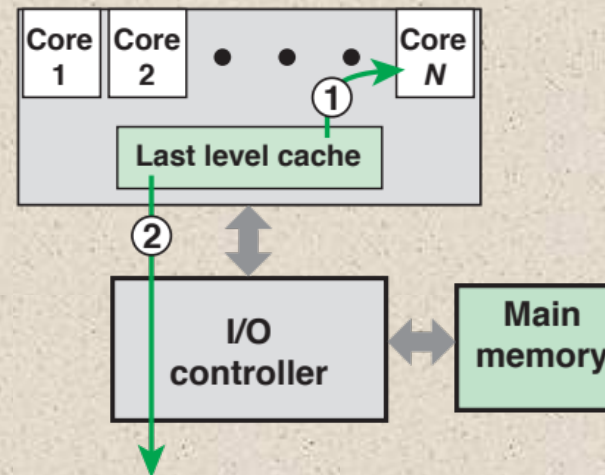 Core
1
Core
2
Core
N
1
Last level cache
2
I/O
controller
Main
memory